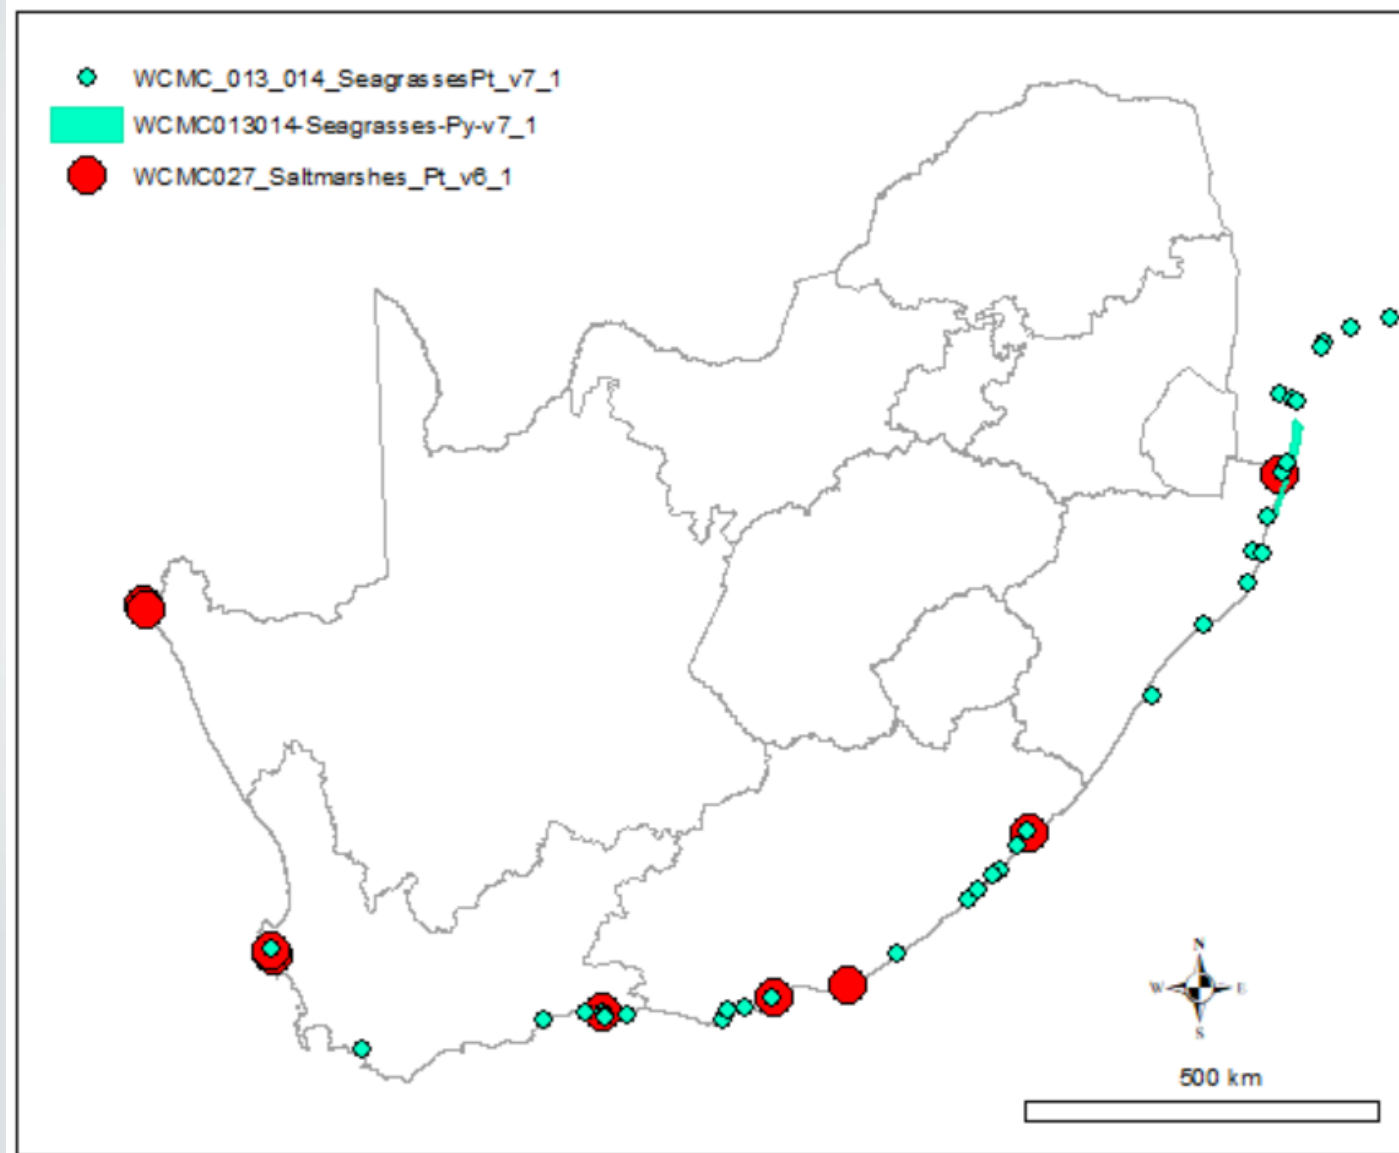 WCMC_013_014_SeagrassesPt_v7_1
WCMC013014-Seagrasses-Py-v7_1
WCMC027_Saltmarshes_Pt_v6_1
N
W E
S
500 km